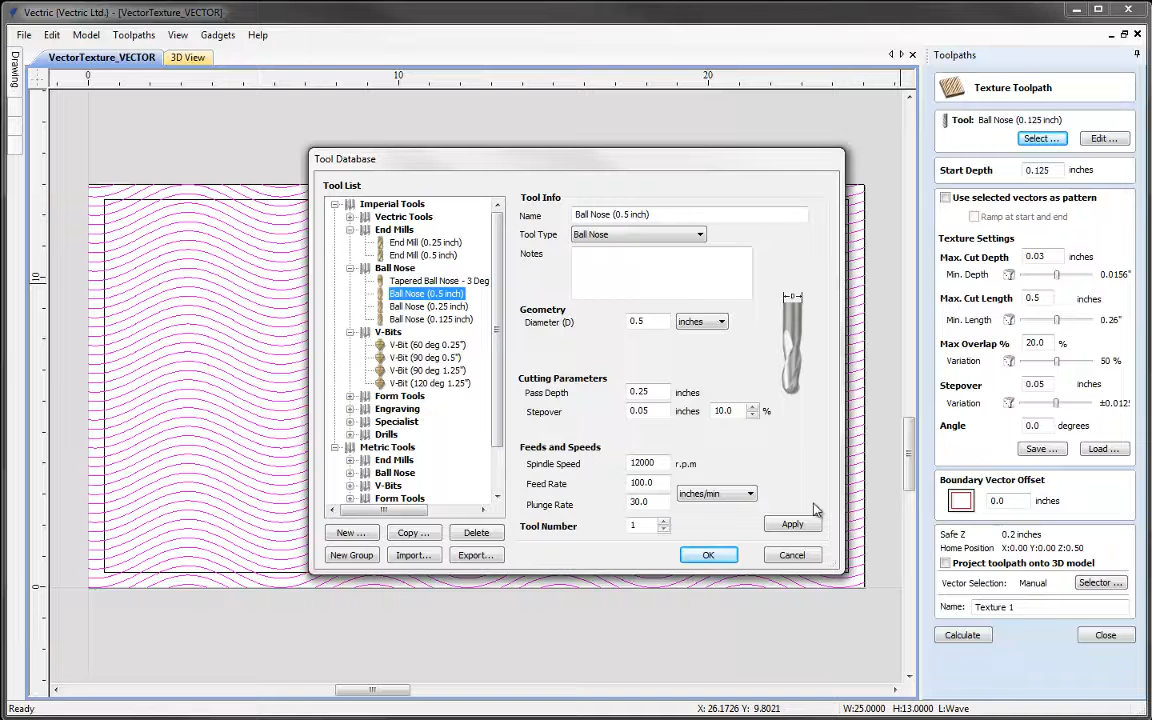 Vectric {Vectric Ltd.} - [VectorTexture_VECTOR]
File Edit Model Toolpaths View Gadgets Help
VectorTexture_VECTOR 3D View
Drawing
0 10 20
10
0
Tool Database
Tool List
Imperial Tools
Vectric Tools
End Mills
End Mill (0.25 inch)
End Mill (0.5 inch)
Ball Nose
Tapered Ball Nose - 3 Deg
Ball Nose (0.5 inch)
Ball Nose (0.25 inch)
Ball Nose (0.125 inch)
V-Bits
V-Bit (60 deg 0.25")
V-Bit (90 deg 0.5")
V-Bit (90 deg 1.25")
V-Bit (120 deg 1.25")
Form Tools
Engraving
Specialist
Drills
Metric Tools
End Mills
Ball Nose
V-Bits
Form Tools
New ... Copy ... Delete
New Group Import... Export...
Tool Info
Name Ball Nose (0.5 inch)
Tool Type Ball Nose
Notes
Geometry
Diameter (D) 0.5 inches
D
Cutting Parameters
Pass Depth 0.25 inches
Stepover 0.05 inches 10.0 %
Feeds and Speeds
Spindle Speed 12000 r.p.m
Feed Rate 100.0
inches/min
Plunge Rate 30.0
Tool Number 1
Apply
OK Cancel
Toolpaths
Texture Toolpath
Tool: Ball Nose (0.125 inch)
Select ... Edit ...
Start Depth 0.125 inches
Use selected vectors as pattern
Ramp at start and end
Texture Settings
Max. Cut Depth 0.03 inches
Min. Depth 0.0156"
Max. Cut Length 0.5 inches
Min. Length 0.26"
Max Overlap % 20.0 %
Variation 50 %
Stepover 0.05 inches
Variation ±0.012
Angle 0.0 degrees
Save ... Load ...
Boundary Vector Offset
0.0 inches
Safe Z 0.2 inches
Home Position X:0.00 Y:0.00 Z:0.50
Project toolpath onto 3D model
Vector Selection: Manual Selector ...
Name: Texture 1
Calculate Close
Ready X: 26.1726 Y: 9.8021 W:25.0000 H:13.0000 L:Wave